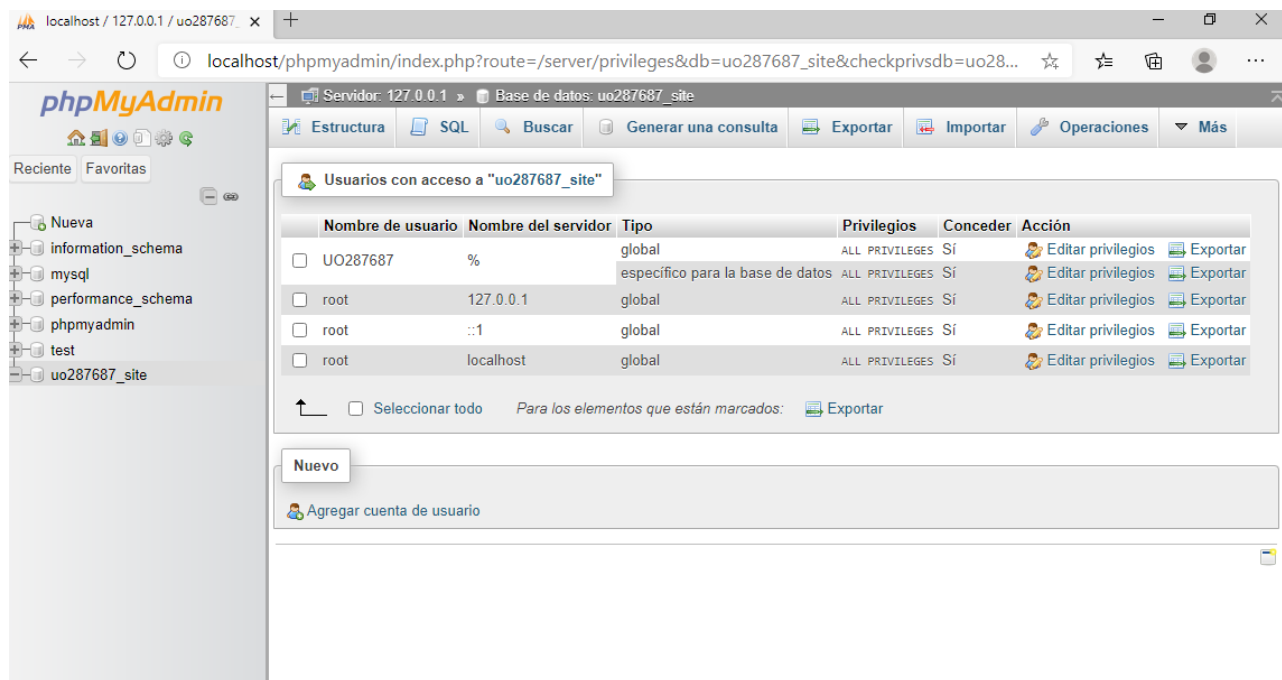 localhost / 127.0.0.1 / uo287687_
localhost/phpmyadmin/index.php?route=/server/privileges&db=uo287687_site&checkprivsdb=uo28...
phpMyAdmin
Reciente Favoritas
Nueva
information_schema
mysql
performance_schema
phpmyadmin
test
uo287687_site
Servidor: 127.0.0.1 » Base de datos: uo287687_site
Estructura SQL Buscar Generar una consulta Exportar Importar Operaciones Más
Usuarios con acceso a "uo287687_site"
Nombre de usuario Nombre del servidor Tipo Privilegios Conceder Acción
UO287687 % global ALL PRIVILEGES Sí Editar privilegios Exportar
específico para la base de datos ALL PRIVILEGES Sí Editar privilegios Exportar
root 127.0.0.1 global ALL PRIVILEGES Sí Editar privilegios Exportar
root ::1 global ALL PRIVILEGES Sí Editar privilegios Exportar
root localhost global ALL PRIVILEGES Sí Editar privilegios Exportar
Seleccionar todo Para los elementos que están marcados: Exportar
Nuevo
Agregar cuenta de usuario